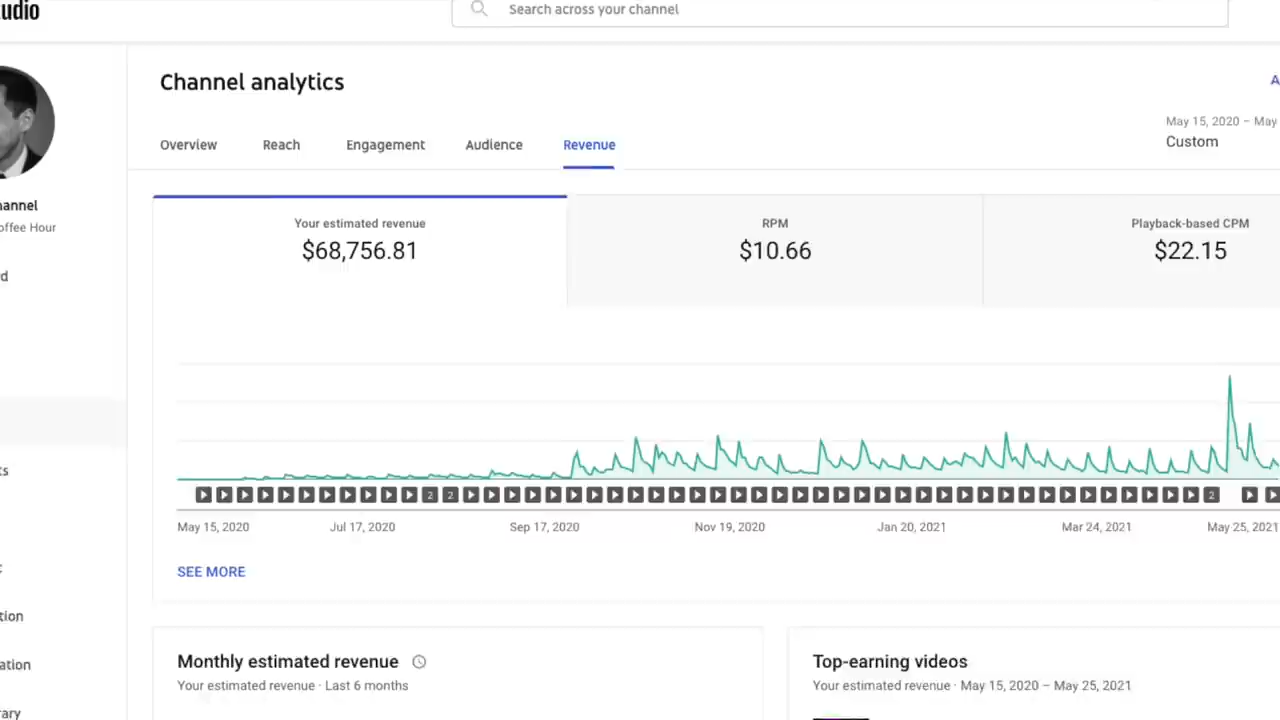 udio
Search across your channel
Channel analytics
A
Overview Reach Engagement Audience Revenue
May 15, 2020 – May
Custom
hannel
offee Hour
d
Your estimated revenue
$68,756.81
RPM
$10.66
Playback-based CPM
$22.15
2 2 2
May 15, 2020 Jul 17, 2020 Sep 17, 2020 Nov 19, 2020 Jan 20, 2021 Mar 24, 2021 May 25, 2021
SEE MORE
ts
tion
ation
ary
Monthly estimated revenue
Your estimated revenue · Last 6 months
Top-earning videos
Your estimated revenue · May 15, 2020 – May 25, 2021